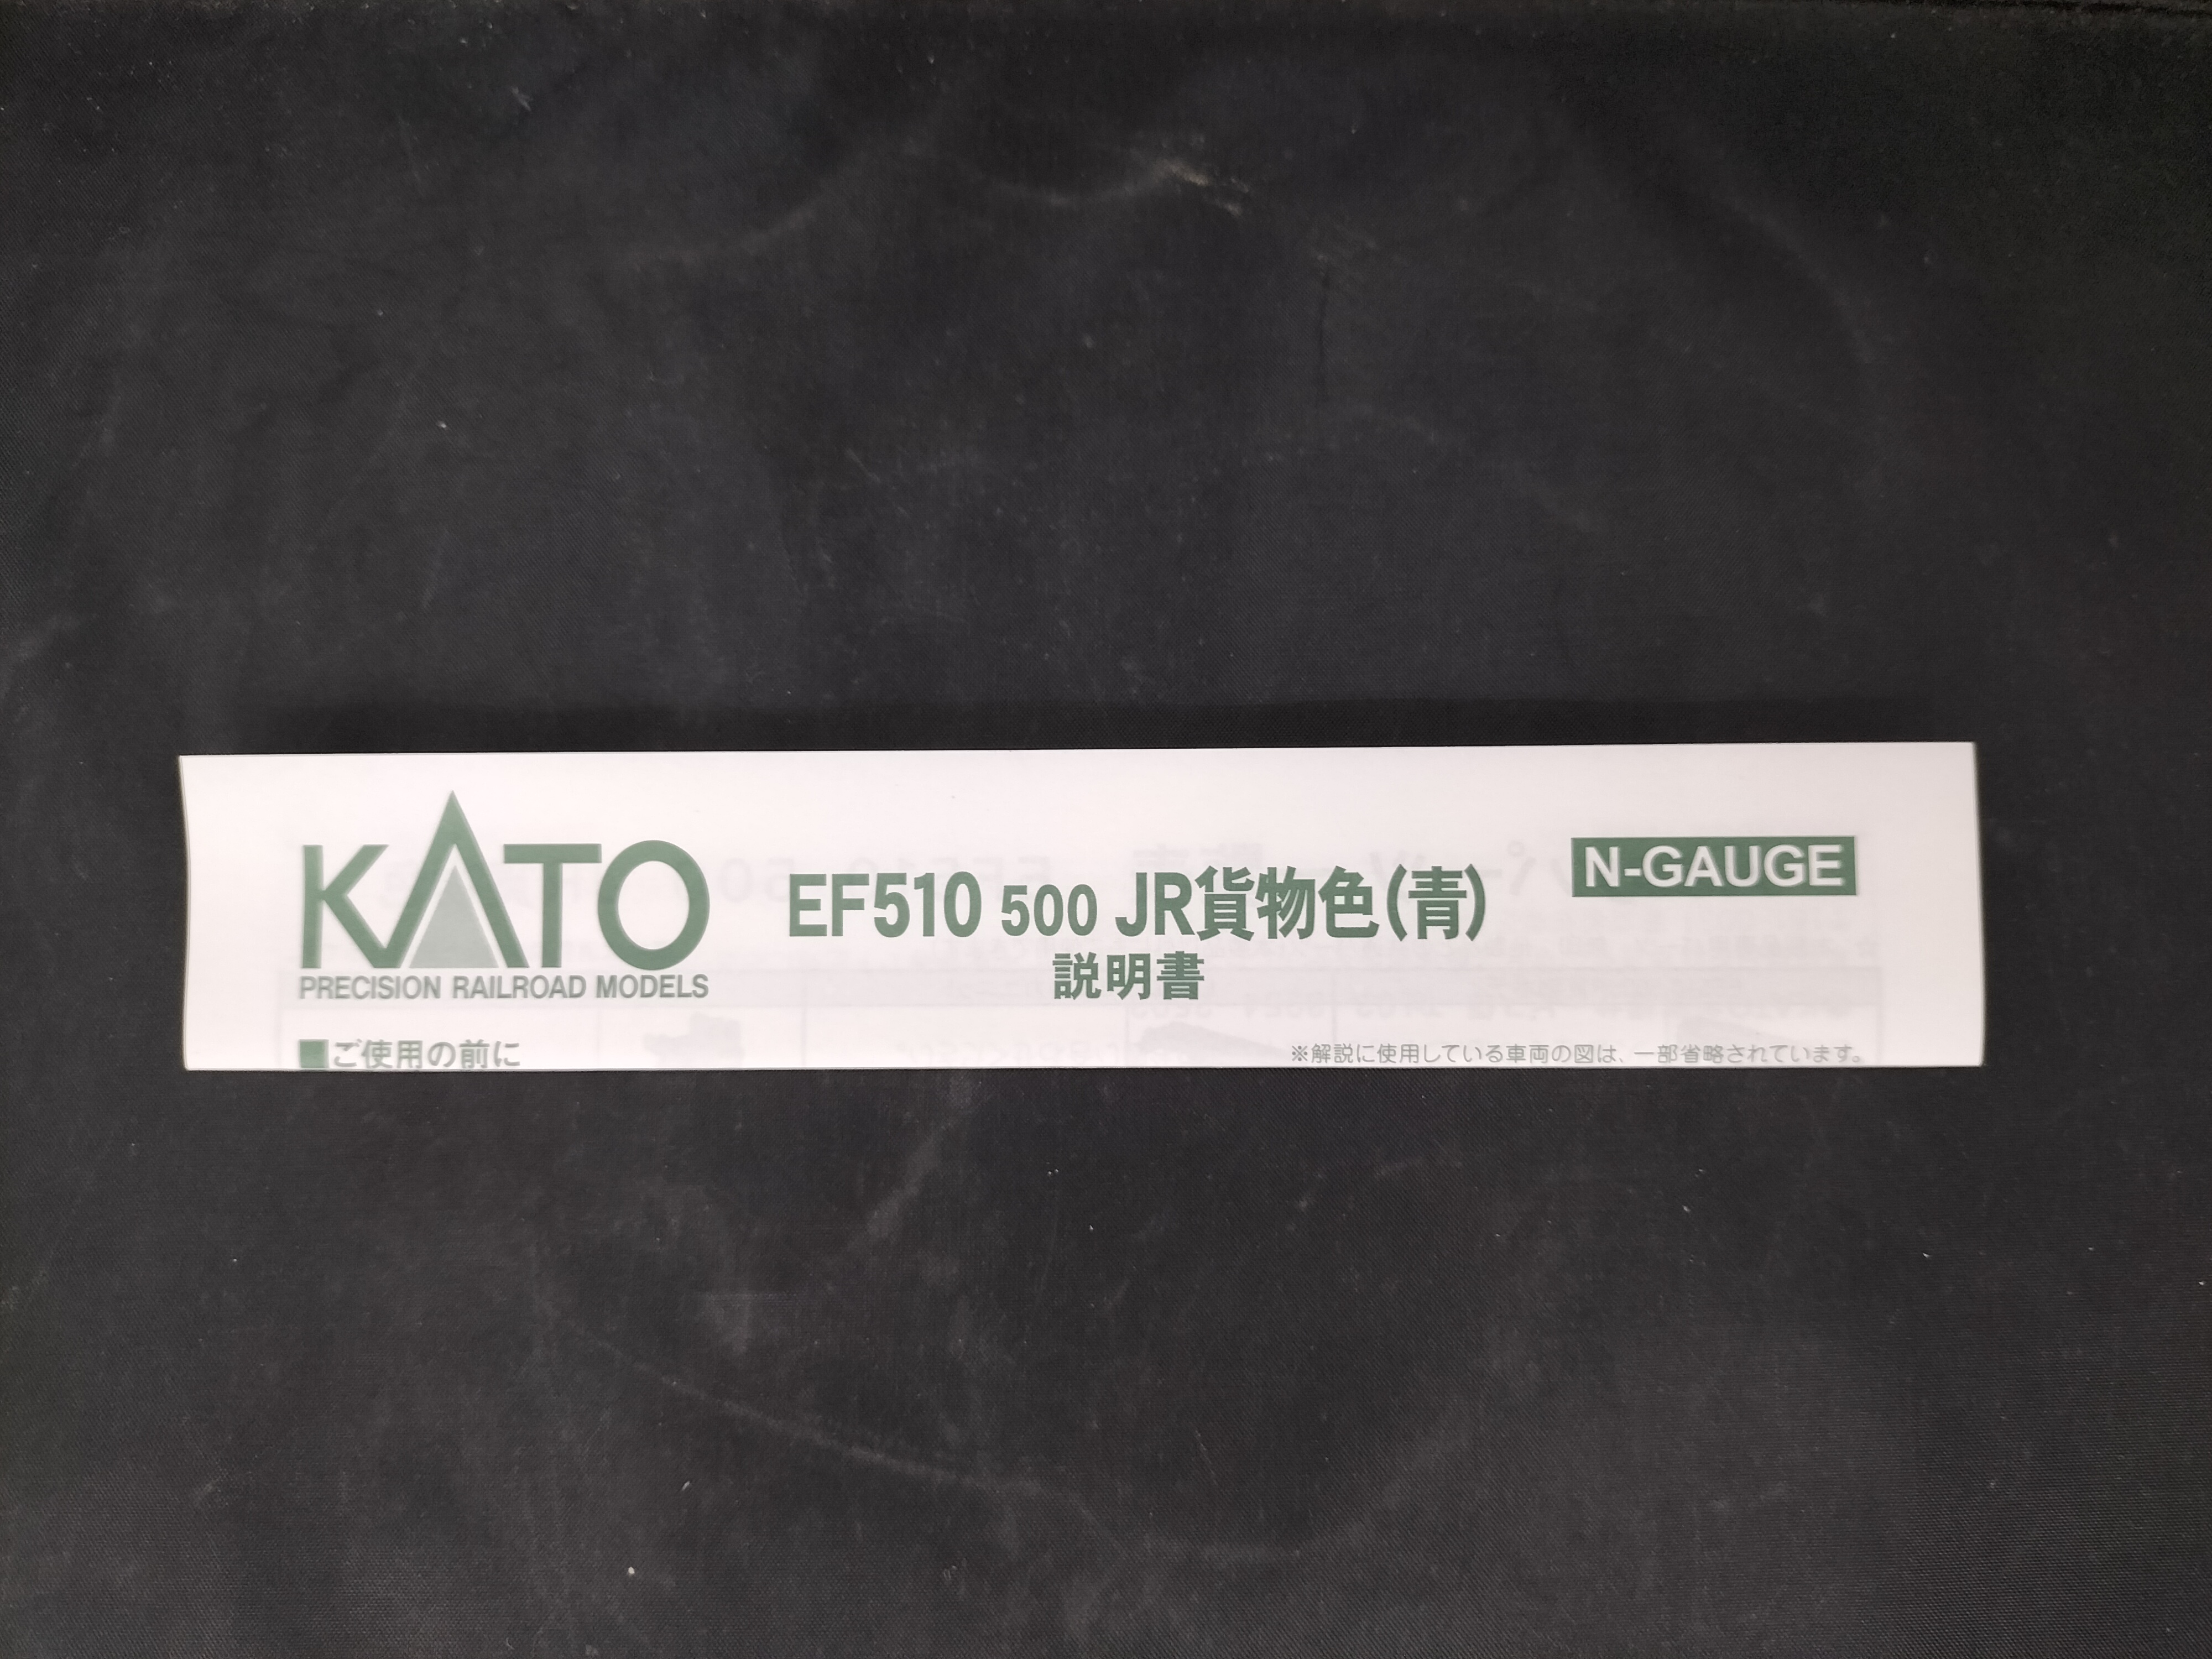 KATO
PRECISION RAILROAD MODELS
EF510 500 JR貨物色(青)
説明書
N-GAUGE
■ご使用の前に
※解説に使用している車両の図は、一部省略されています。